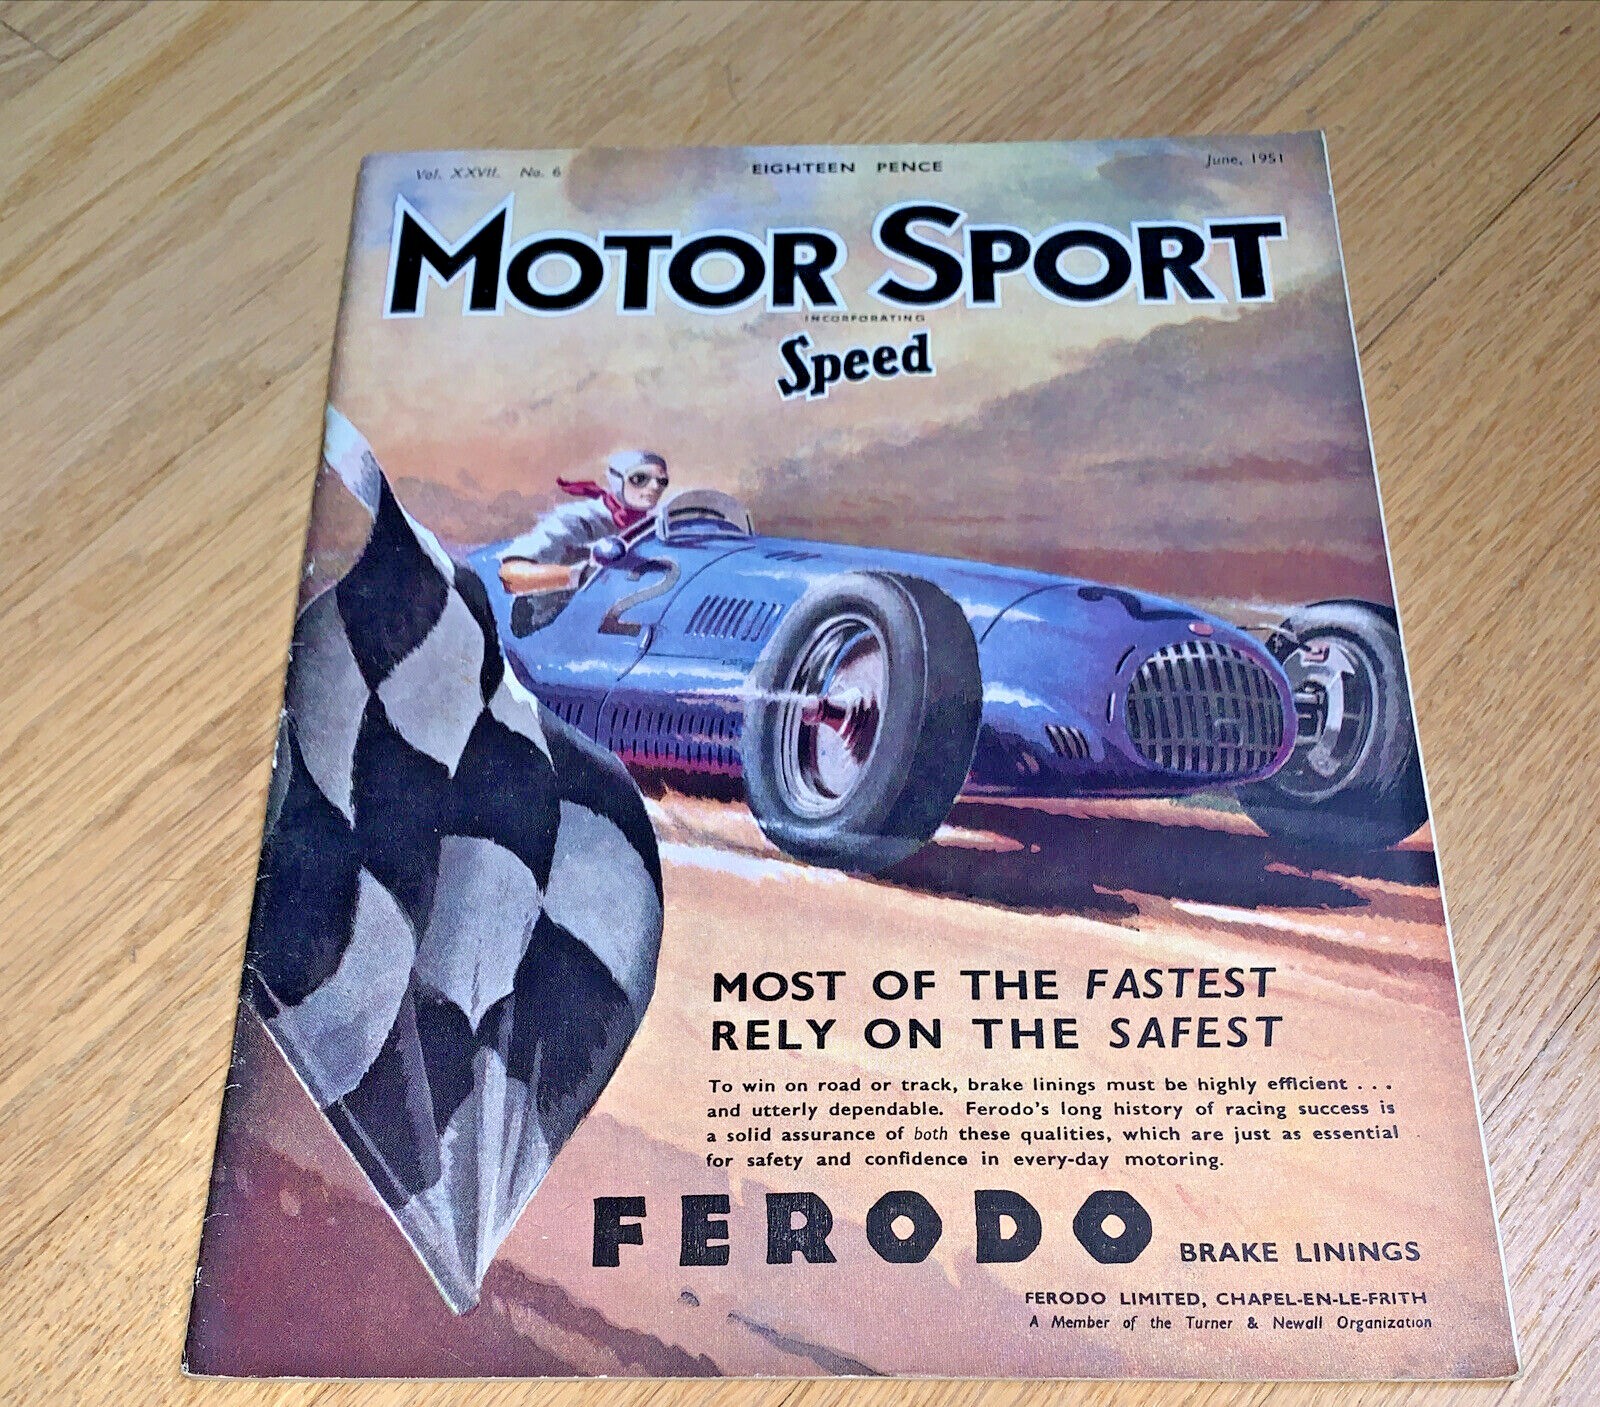 Vol. XXVII. No. 6 EIGHTEEN PENCE June, 1951
MOTOR SPORT
INCORPORATING
Speed
2
2
MOST OF THE FASTEST
RELY ON THE SAFEST
To win on road or track, brake linings must be highly efficient . . .
and utterly dependable. Ferodo's long history of racing success is
a solid assurance of both these qualities, which are just as essential
for safety and confidence in every-day motoring.
FERODO BRAKE LININGS
FERODO LIMITED, CHAPEL-EN-LE-FRITH
A Member of the Turner & Newall Organization